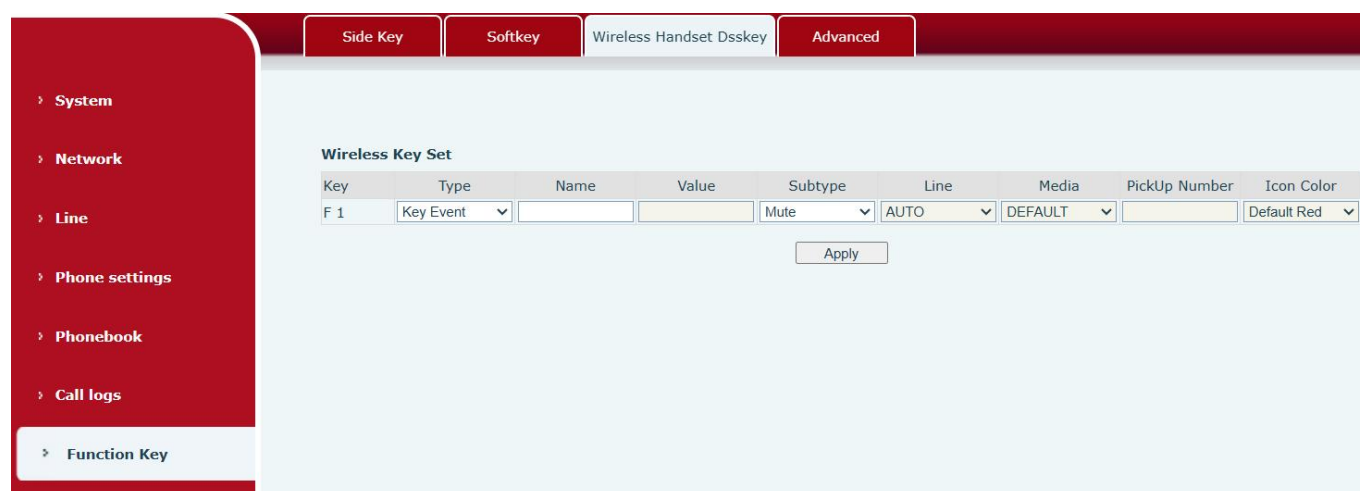 Side Key Softkey Wireless Handset Dsskey Advanced
System
Network
Line
Phone settings
Phonebook
Call logs
Function Key
Wireless Key Set
Key Type Name Value Subtype Line Media PickUp Number Icon Color
F 1 Key Event Mute AUTO DEFAULT Default Red
Apply